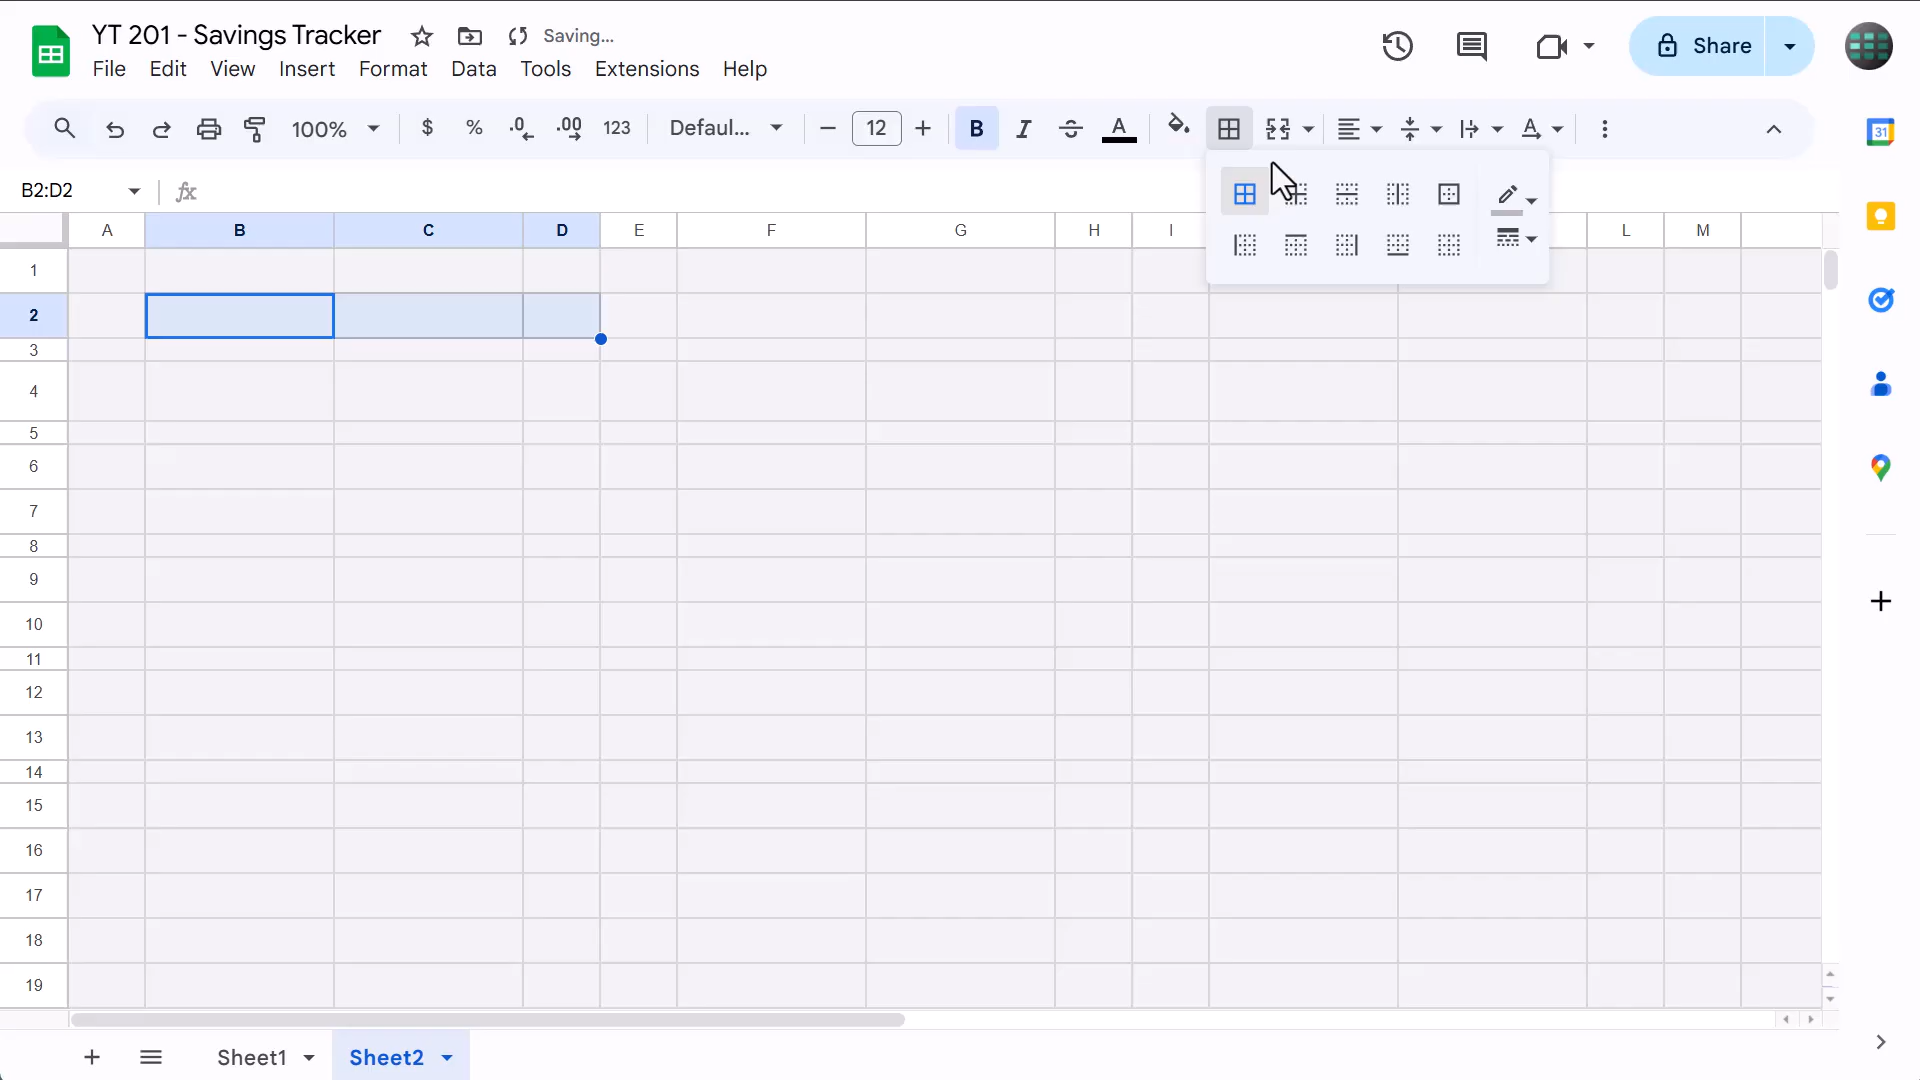 YT 201 - Savings Tracker
Saving...
File Edit View Insert Format Data Tools Extensions Help
Share
100% $ % .0 .00 123 Defaul... 12 B I S A A
31
B2:D2 fx
A B C D E F G H I L M
1
2
3
4
5
6
7
8
9
10
11
12
13
14
15
16
17
18
19
Sheet1 Sheet2